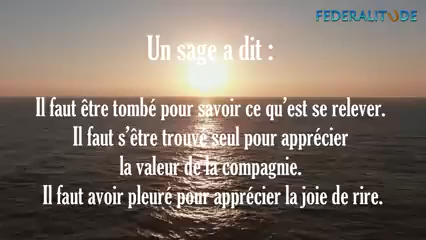 FEDERALITUDE
Un sage a dit :
Il faut être tombé pour savoir ce qu'est se relever.
Il faut s'être trouvé seul pour apprécier
la valeur de la compagnie.
Il faut avoir pleuré pour apprécier la joie de rire.